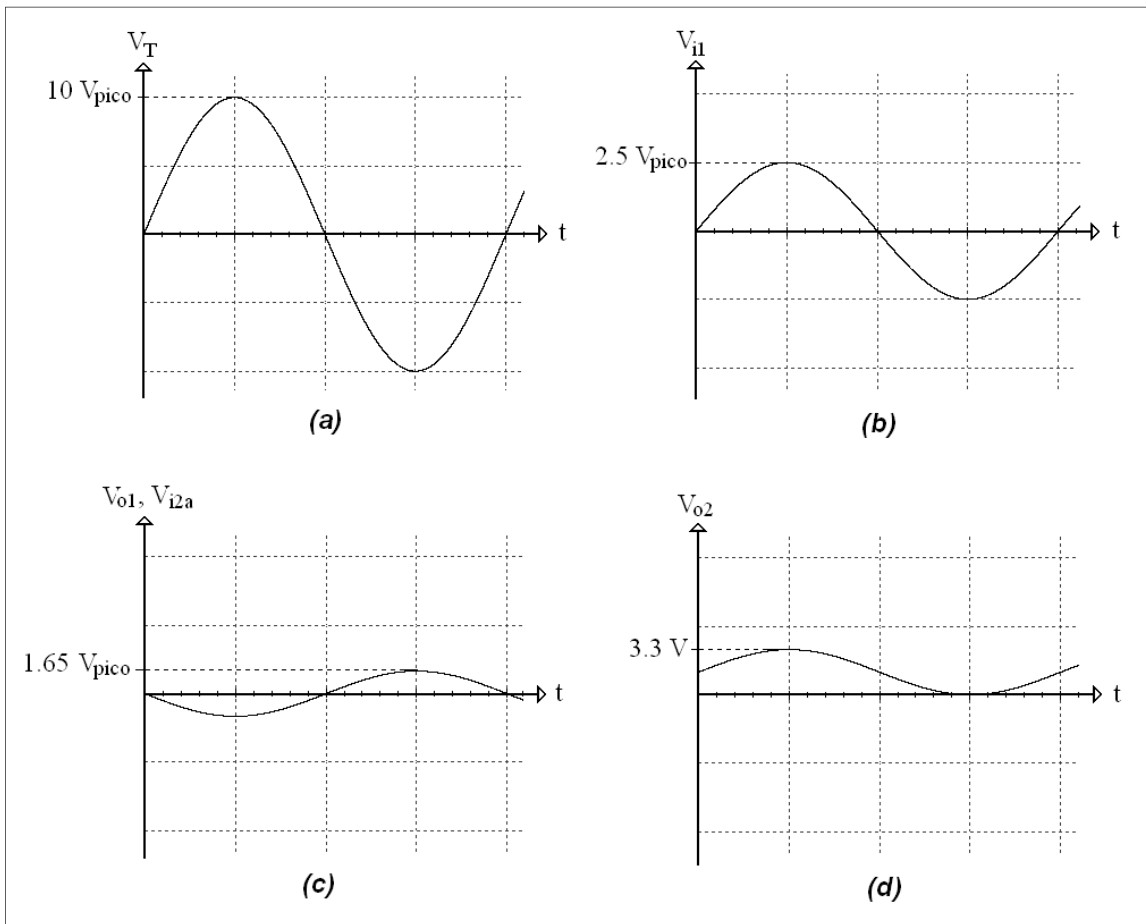 V_T
10 V_pico
t
(a)
V_i1
2.5 V_pico
t
(b)
V_o1, V_i2a
1.65 V_pico
t
(c)
V_o2
3.3 V
t
(d)